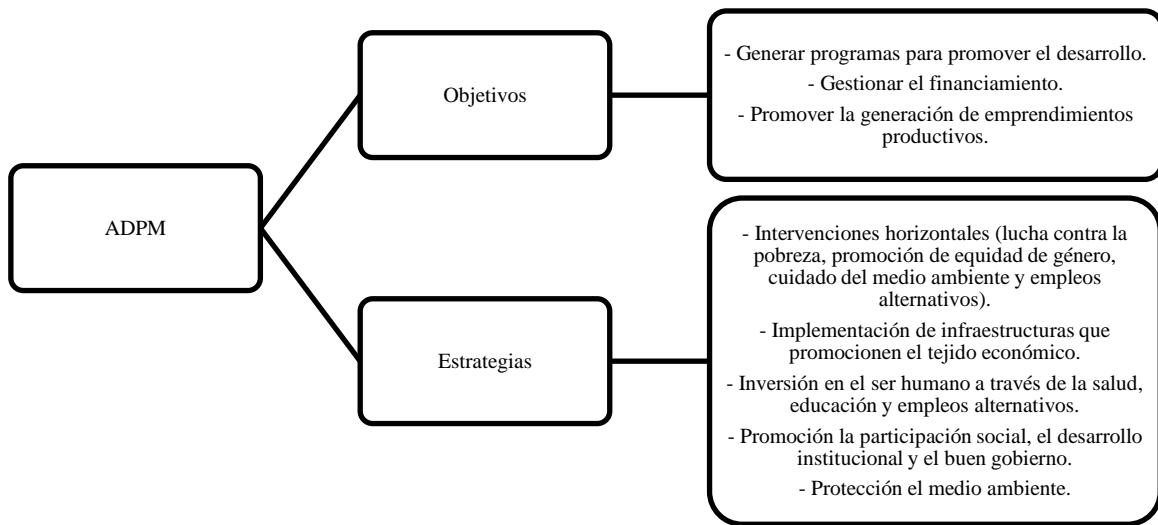 ADPM
Objetivos
- Generar programas para promover el desarrollo.
- Gestionar el financiamiento.
- Promover la generación de emprendimientos
productivos.
Estrategias
- Intervenciones horizontales (lucha contra la
pobreza, promoción de equidad de género,
cuidado del medio ambiente y empleos
alternativos).
- Implementación de infraestructuras que
promocionen el tejido económico.
- Inversión en el ser humano a través de la salud,
educación y empleos alternativos.
- Promoción la participación social, el desarrollo
institucional y el buen gobierno.
- Protección el medio ambiente.